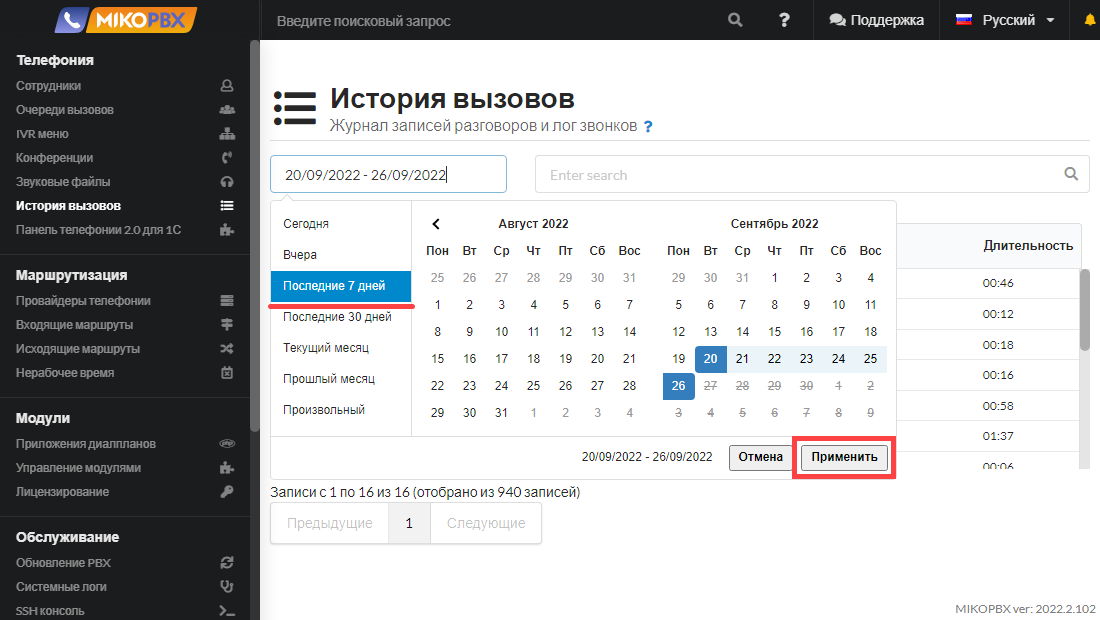 MIKOPBX
Введите поисковый запрос
?
Поддержка
Русский
Телефония
Сотрудники
Очереди вызовов
IVR меню
Конференции
Звуковые файлы
История вызовов
Панель телефонии 2.0 для 1С
Маршрутизация
Провайдеры телефонии
Входящие маршруты
Исходящие маршруты
Нерабочее время
Модули
Приложения диалпланов
Управление модулями
Лицензирование
Обслуживание
Обновление PBX
Системные логи
SSH консоль
История вызовов
Журнал записей разговоров и лог звонков ?
20/09/2022 - 26/09/2022
Enter search
Сегодня
Вчера
Последние 7 дней
Последние 30 дней
Текущий месяц
Прошлый месяц
Произвольный
Август 2022
Пон Вт Ср Чт Пт Сб Вос
25 26 27 28 29 30 31
1 2 3 4 5 6 7
8 9 10 11 12 13 14
15 16 17 18 19 20 21
22 23 24 25 26 27 28
29 30 31 1 2 3 4
Сентябрь 2022
Пон Вт Ср Чт Пт Сб Вос
29 30 31 1 2 3 4
5 6 7 8 9 10 11
12 13 14 15 16 17 18
19 20 21 22 23 24 25
26 27 28 29 30 1 2
3 4 5 6 7 8 9
20/09/2022 - 26/09/2022
Отмена
Применить
Длительность
00:46
00:12
00:18
00:16
00:58
01:37
00:06
Записи с 1 по 16 из 16 (отобрано из 940 записей)
Предыдущие
1
Следующие
MIKOPBX ver: 2022.2.102